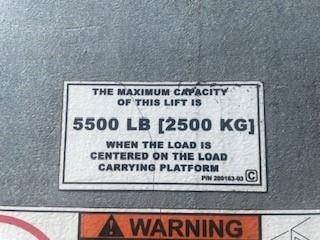 THE MAXIMUM CAPACITY
OF THIS LIFT IS
5500 LB [2500 KG]
WHEN THE LOAD IS
CENTERED ON THE LOAD
CARRYING PLATFORM
P/N 280163-03 C
WARNING